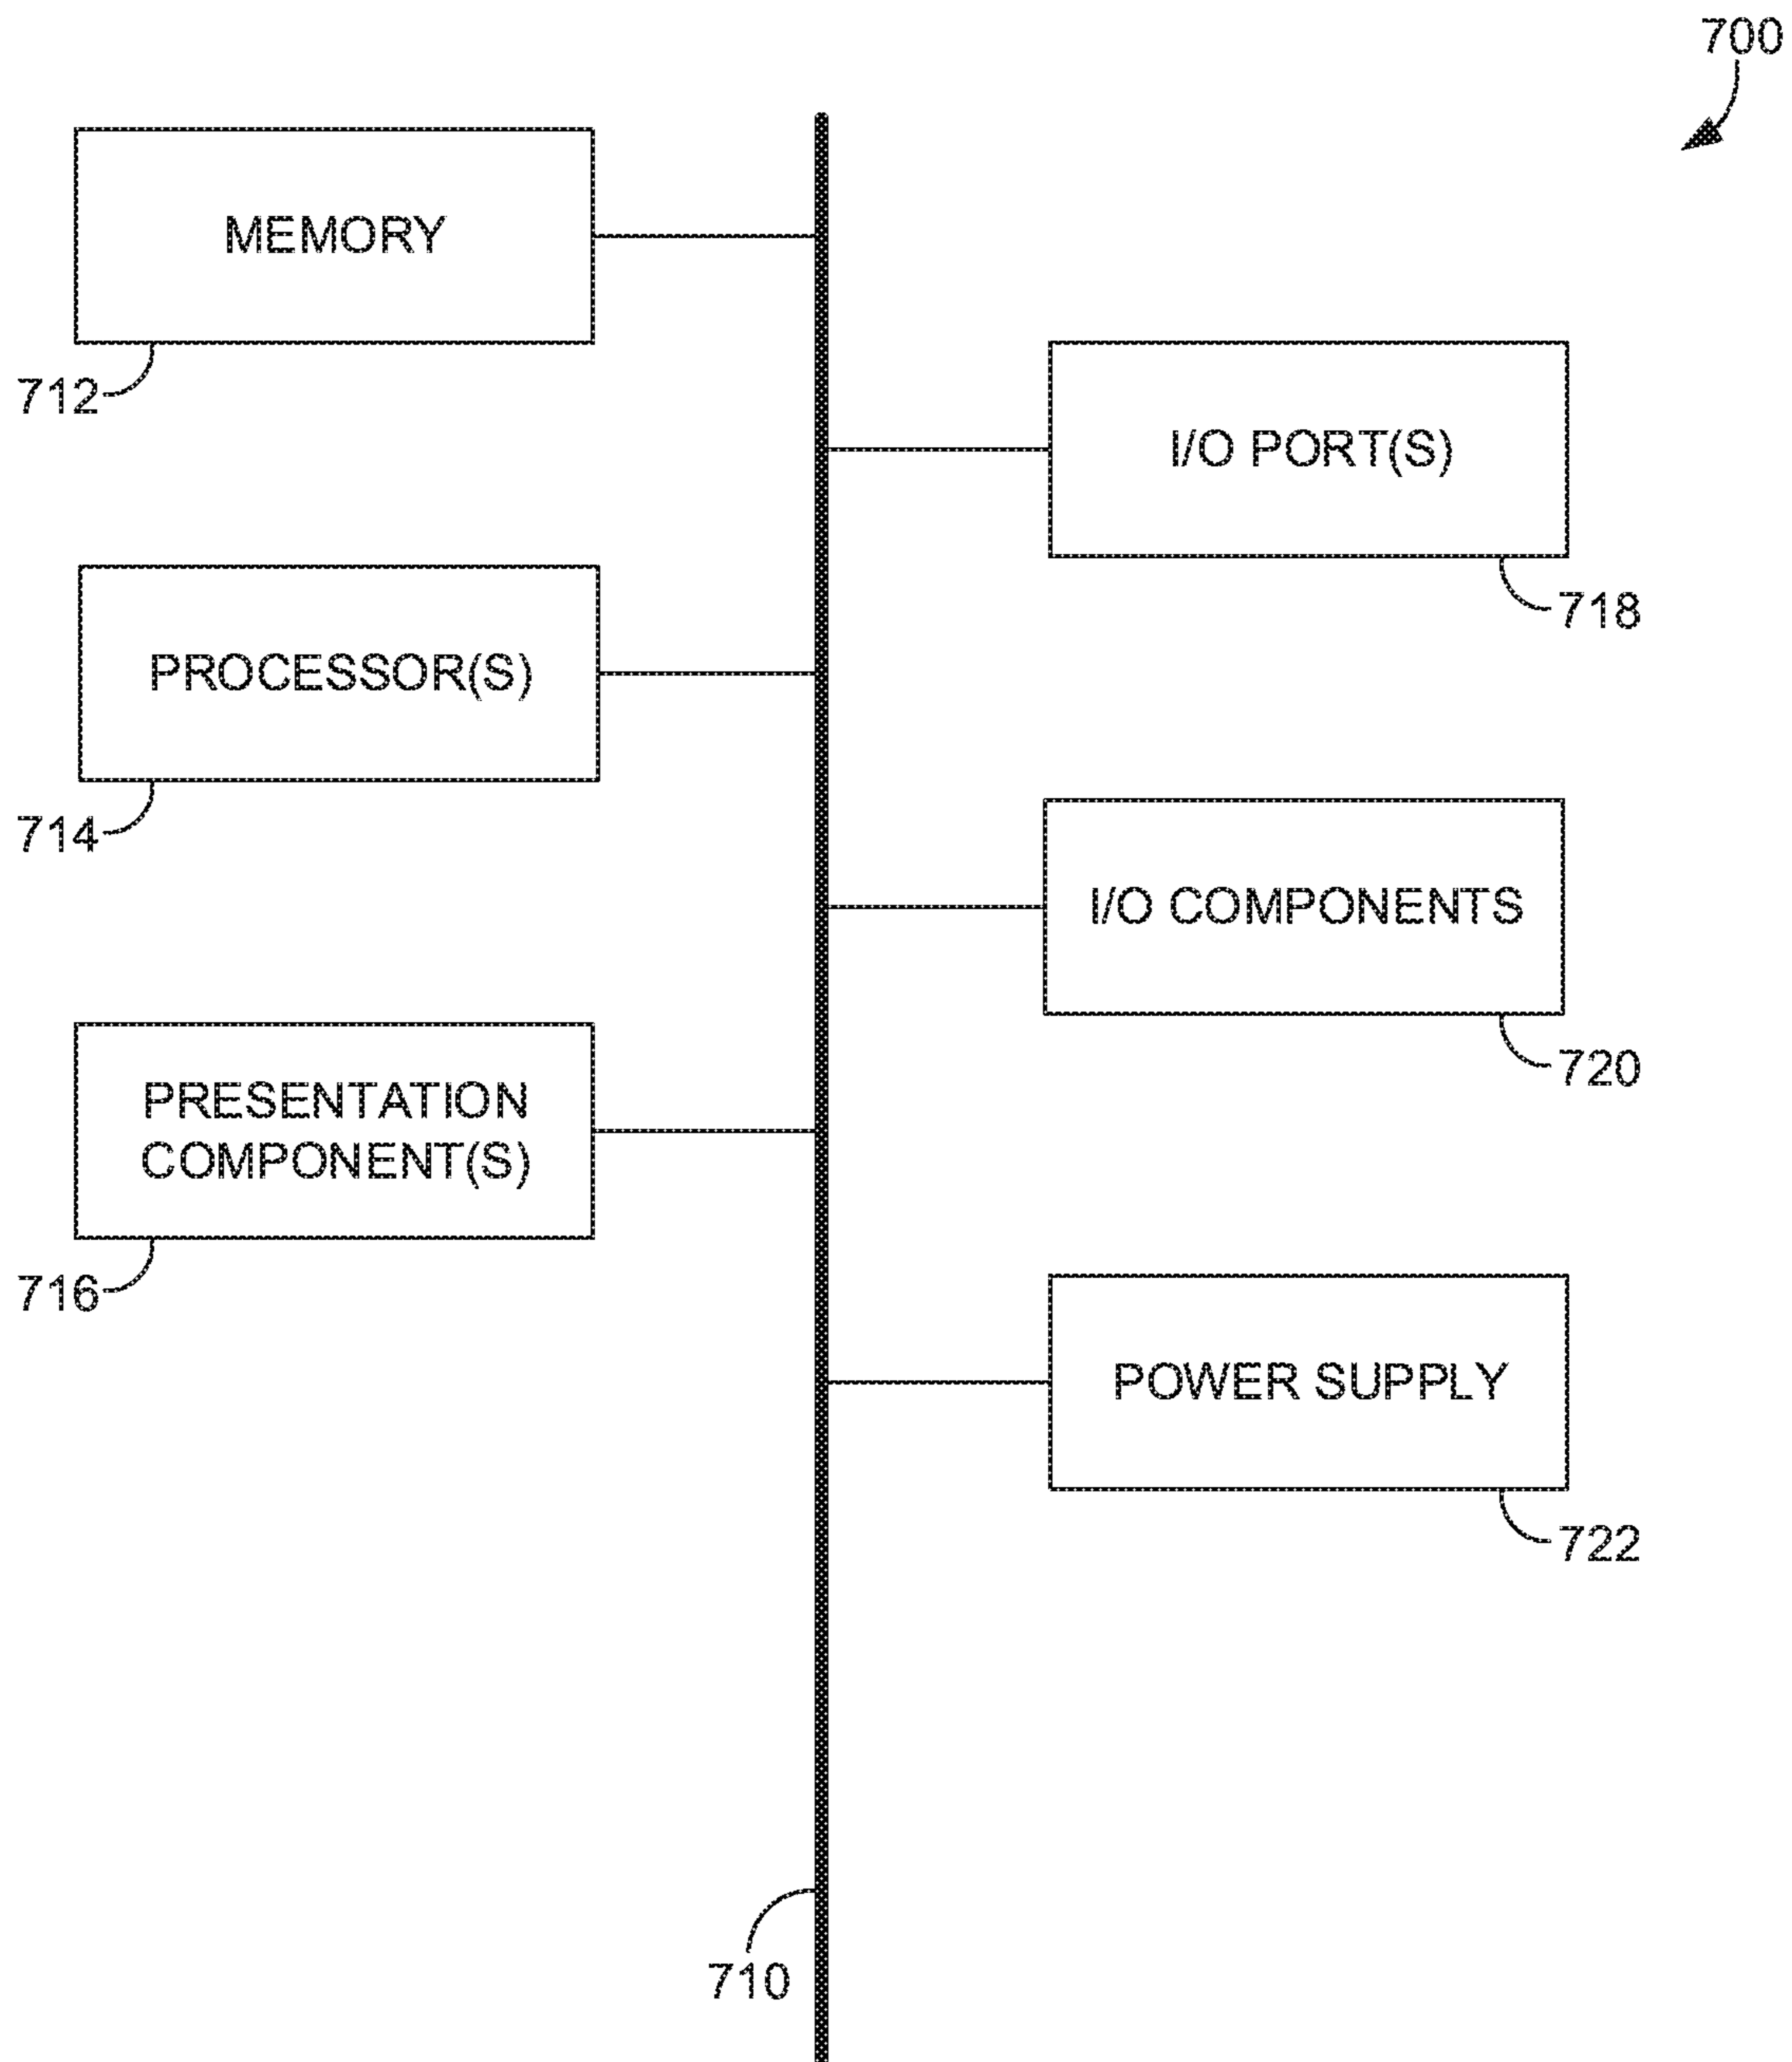 700
MEMORY
712
I/O PORT(S)
718
PROCESSOR(S)
714
I/O COMPONENTS
720
PRESENTATION
COMPONENT(S)
716
POWER SUPPLY
722
710